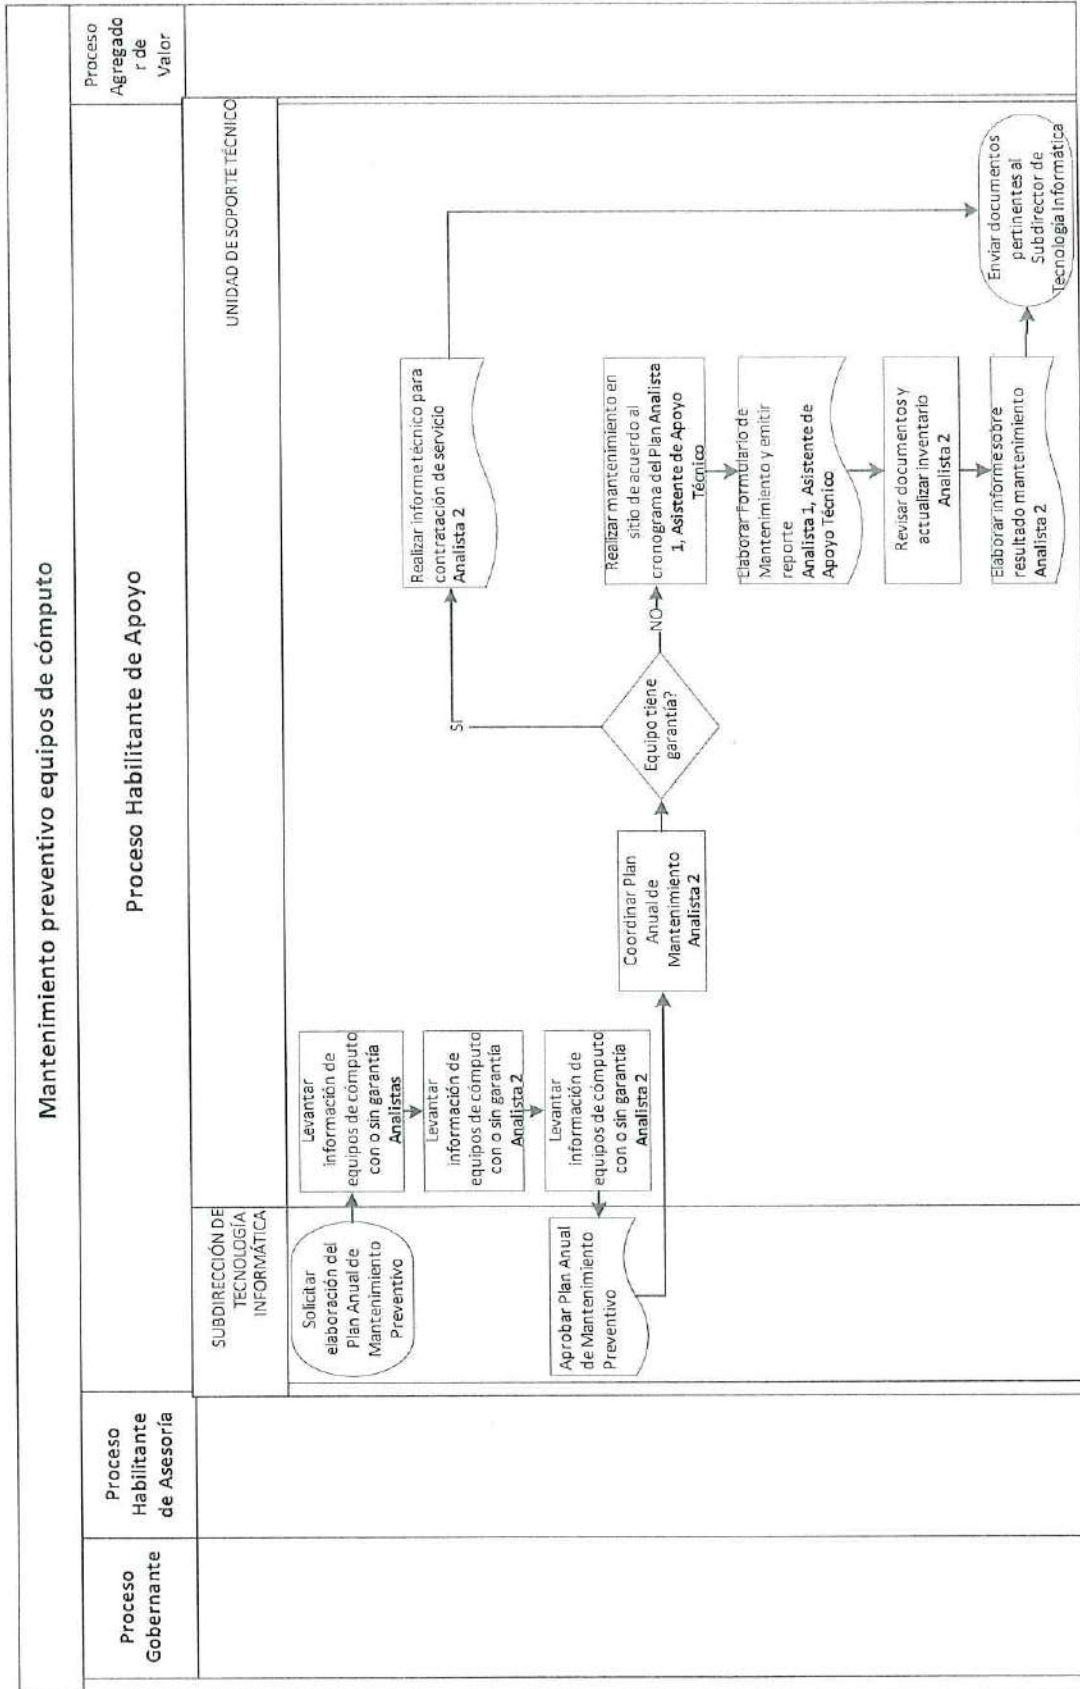 Mantenimiento preventivo equipos de cómputo
Proceso
Gobernante
Proceso
Habilitante
de Asesoría
Proceso Habilitante de Apoyo
Proceso
Agregado
r de
Valor
SUBDIRECCIÓN DE
TECNOLOGÍA
INFORMÁTICA
UNIDAD DE SOPORTE TÉCNICO
Solicitar
elaboración del
Plan Anual de
Mantenimiento
Preventivo
Levantar
información de
equipos de cómputo
con o sin garantía
Analistas
Levantar
información de
equipos de cómputo
con o sin garantía
Analista 2
Levantar
información de
equipos de cómputo
con o sin garantía
Analista 2
Aprobar Plan Anual
de Mantenimiento
Preventivo
Coordinar Plan
Anual de
Mantenimiento
Analista 2
Equipo tiene
garantía?
SI
NO
Realizar informe técnico para
contratación de servicio
Analista 2
Realizar mantenimiento en
sitio de acuerdo al
cronograma del Plan Analista
1, Asistente de Apoyo
Técnico
Elaborar Formulario de
Mantenimiento y emitir
reporte
Analista 1, Asistente de
Apoyo Técnico
Revisar documentos y
actualizar inventario
Analista 2
Elaborar informe sobre
resultado mantenimiento
Analista 2
Enviar documentos
pertinentes al
Subdirector de
Tecnología Informática